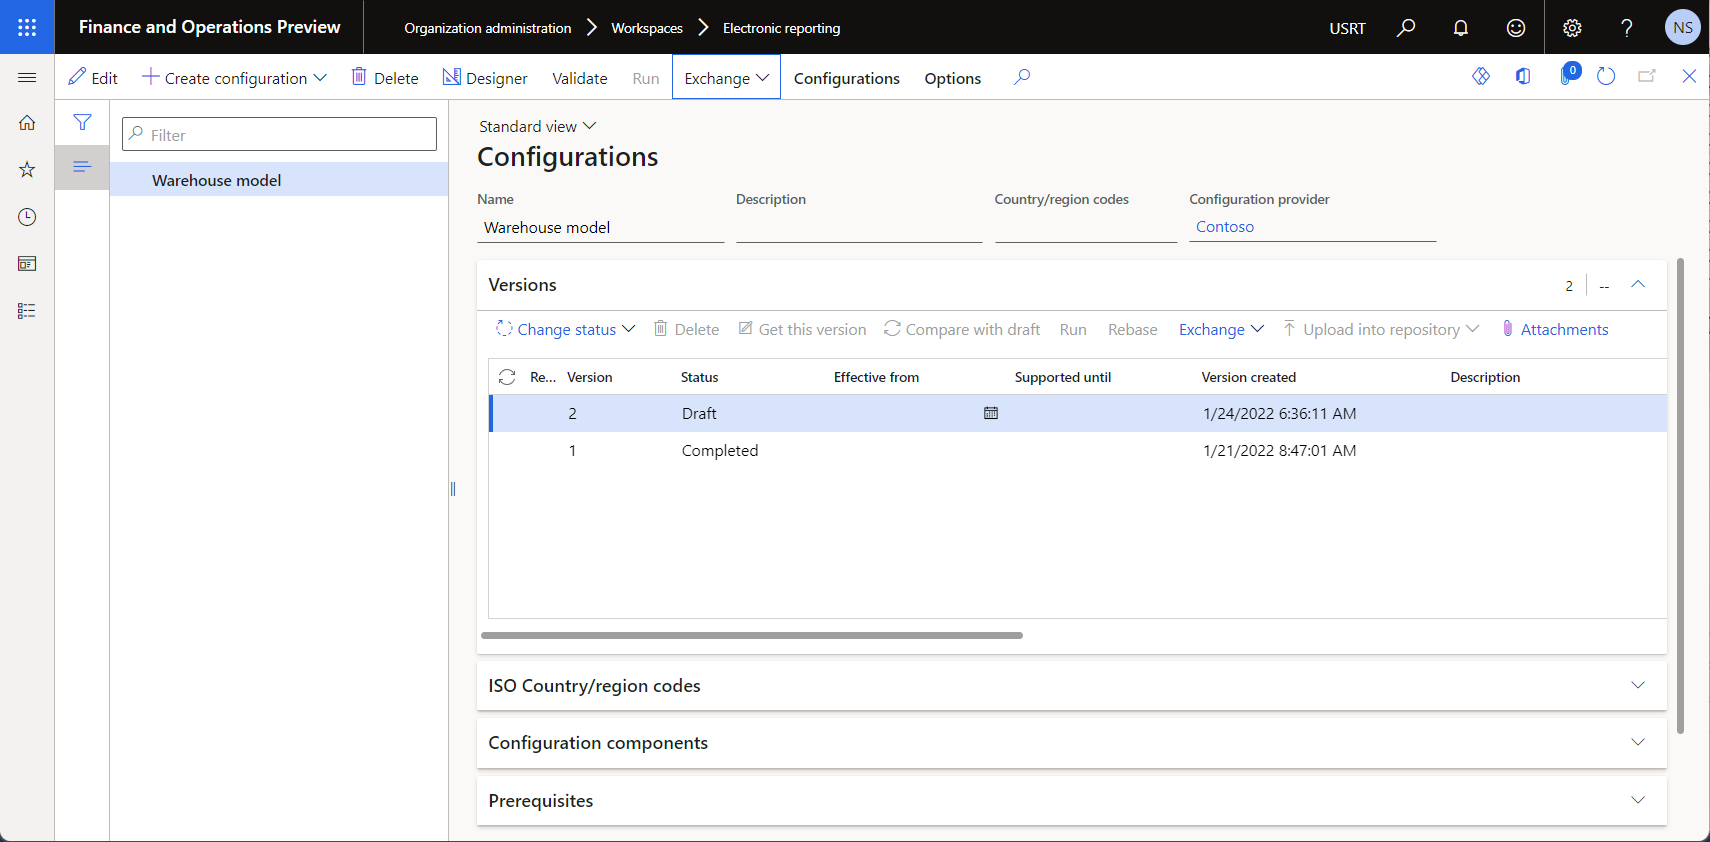 Finance and Operations Preview
Organization administration
Workspaces
Electronic reporting
USRT
NS
Edit
Create configuration
Delete
Designer
Validate
Run
Exchange
Configurations
Options
0
Filter
Warehouse model
Standard view
Configurations
Name
Description
Country/region codes
Configuration provider
Warehouse model
Contoso
Versions
2
--
Change status
Delete
Get this version
Compare with draft
Run
Rebase
Exchange
Upload into repository
Attachments
Re...
Version
Status
Effective from
Supported until
Version created
Description
2
Draft
1/24/2022 6:36:11 AM
1
Completed
1/21/2022 8:47:01 AM
ISO Country/region codes
Configuration components
Prerequisites